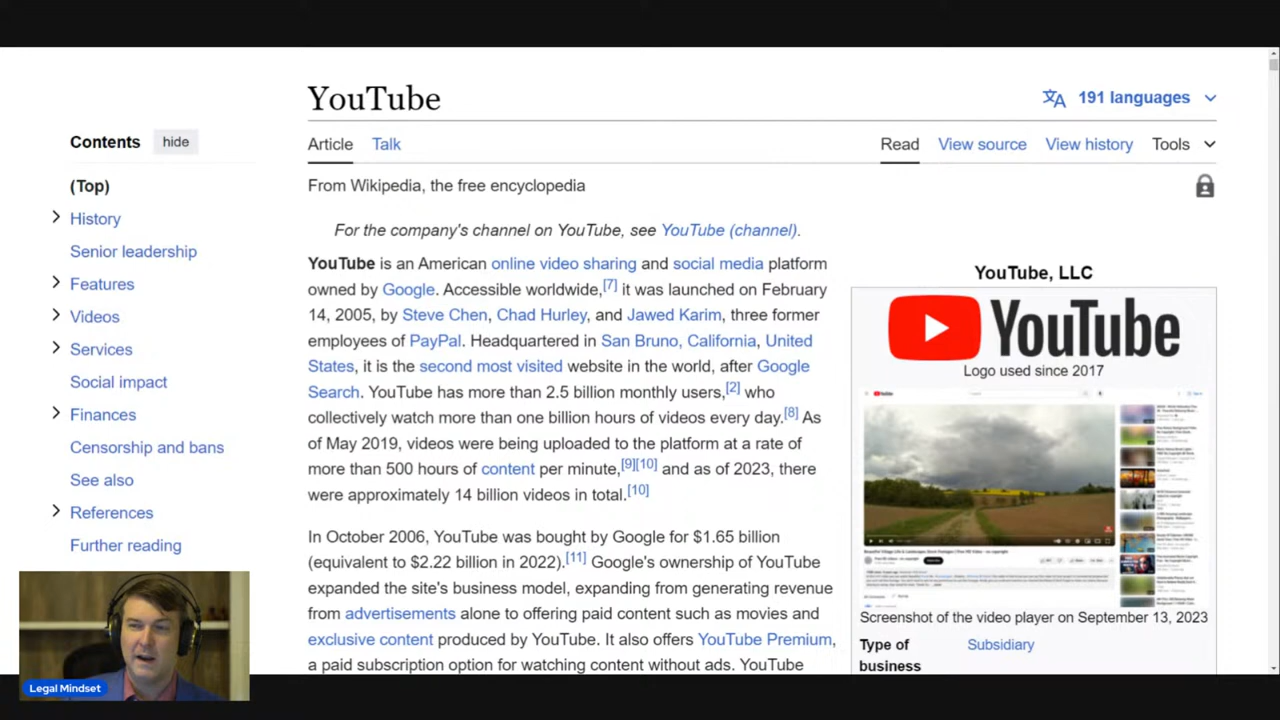 YouTube
191 languages
Contents hide
Article Talk
Read View source View history Tools
(Top)
History
Senior leadership
Features
Videos
Services
Social impact
Finances
Censorship and bans
See also
References
Further reading
From Wikipedia, the free encyclopedia
For the company's channel on YouTube, see YouTube (channel).
YouTube is an American online video sharing and social media platform
owned by Google. Accessible worldwide,[7] it was launched on February
14, 2005, by Steve Chen, Chad Hurley, and Jawed Karim, three former
employees of PayPal. Headquartered in San Bruno, California, United
States, it is the second most visited website in the world, after Google
Search. YouTube has more than 2.5 billion monthly users,[2] who
collectively watch more than one billion hours of videos every day.[8] As
of May 2019, videos were being uploaded to the platform at a rate of
more than 500 hours of content per minute,[9][10] and as of 2023, there
were approximately 14 billion videos in total.[10]
In October 2006, YouTube was bought by Google for $1.65 billion
(equivalent to $2.22 billion in 2022).[11] Google's ownership of YouTube
expanded the site's business model, expanding from generating revenue
from advertisements alone to offering paid content such as movies and
exclusive content produced by YouTube. It also offers YouTube Premium,
a paid subscription option for watching content without ads. YouTube
YouTube, LLC
YouTube
Logo used since 2017
Screenshot of the video player on September 13, 2023
Type of business
Subsidiary
Legal Mindset